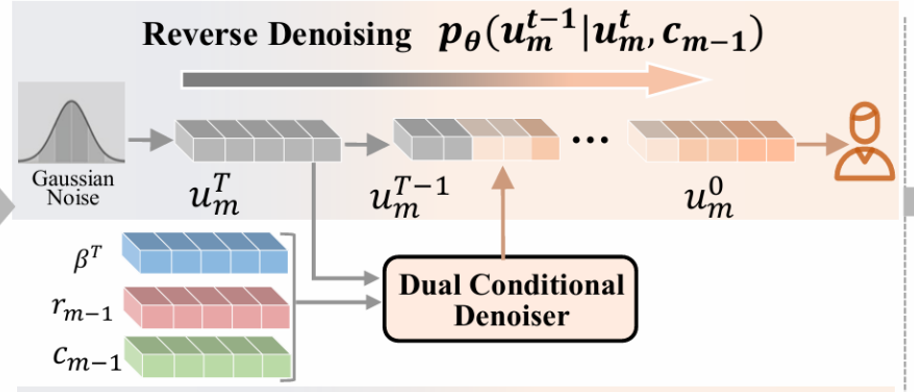 Reverse Denoising p_θ(u_m^{t-1}|u_m^t, c_{m-1})
Gaussian
Noise
u_m^T
u_m^{T-1}
...
u_m^0
β^T
r_{m-1}
c_{m-1}
Dual Conditional
Denoiser